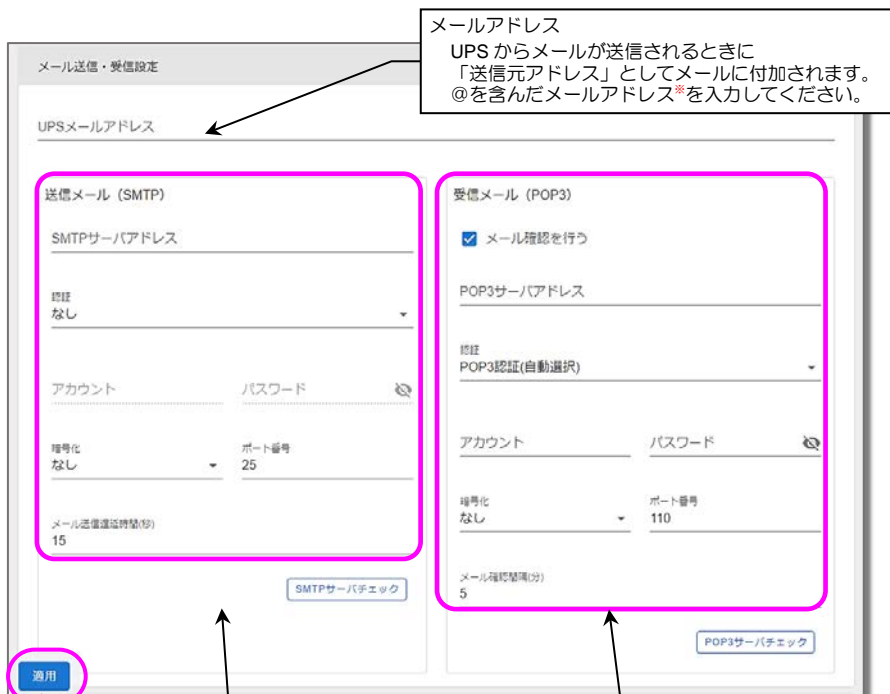 メールアドレス
UPS からメールが送信されるときに
「送信元アドレス」としてメールに付加されます。
@を含んだメールアドレス※を入力してください。
メール送信・受信設定
UPSメールアドレス
送信メール（SMTP）
SMTPサーバアドレス
認証
なし
アカウント
パスワード
暗号化
なし
ポート番号
25
メール送信遅延時間(秒)
15
SMTPサーバチェック
受信メール（POP3）
メール確認を行う
POP3サーバアドレス
認証
POP3認証(自動選択)
アカウント
パスワード
暗号化
なし
ポート番号
110
メール確認間隔(分)
5
POP3サーバチェック
適用